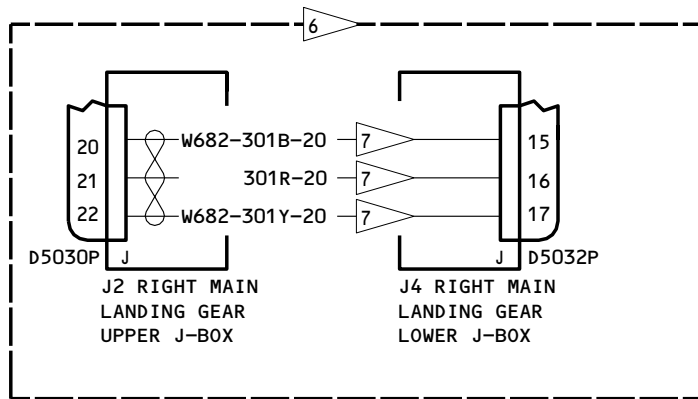 6
20 W682-301B-20 7 15
21 301R-20 7 16
22 W682-301Y-20 7 17
D5030P J J D5032P
J2 RIGHT MAIN
LANDING GEAR
UPPER J-BOX
J4 RIGHT MAIN
LANDING GEAR
LOWER J-BOX